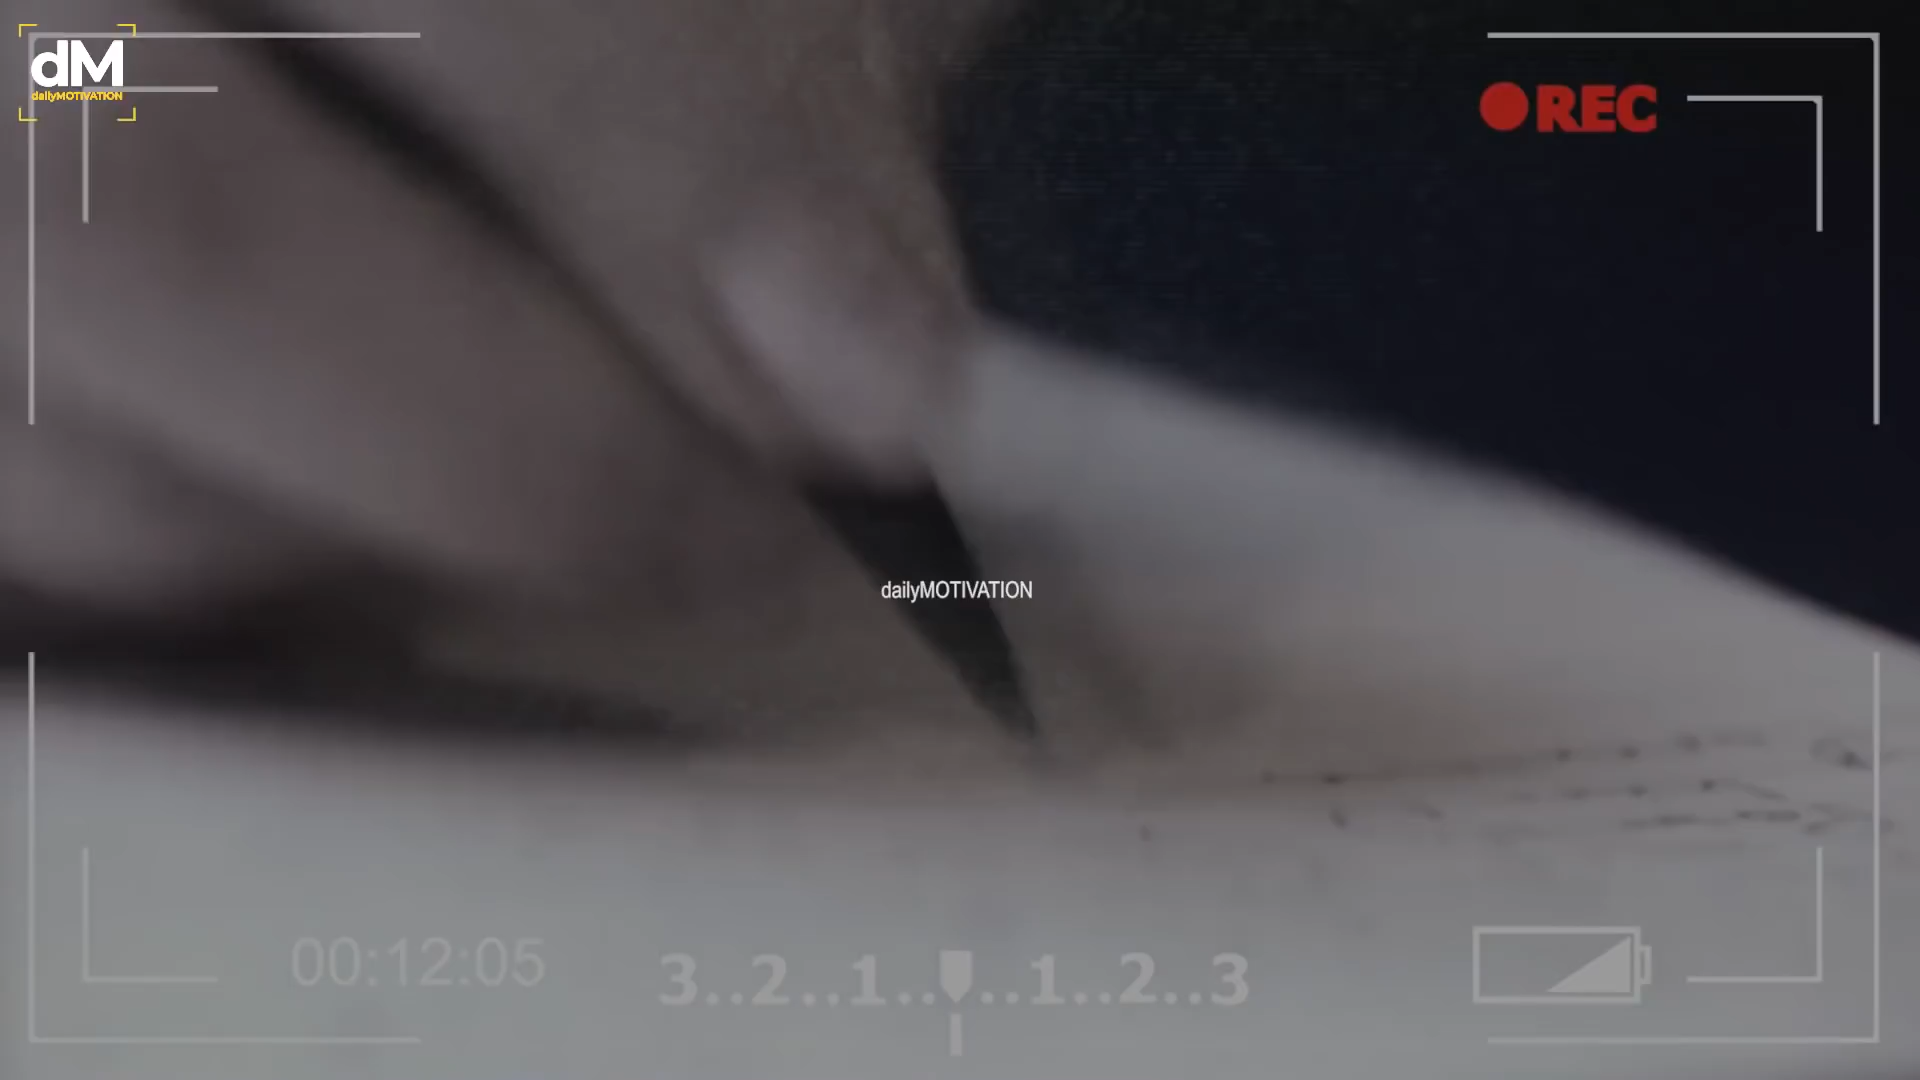 dM
dailyMOTIVATION
REC
dailyMOTIVATION
00:12:05
3..2..1....1..2..3